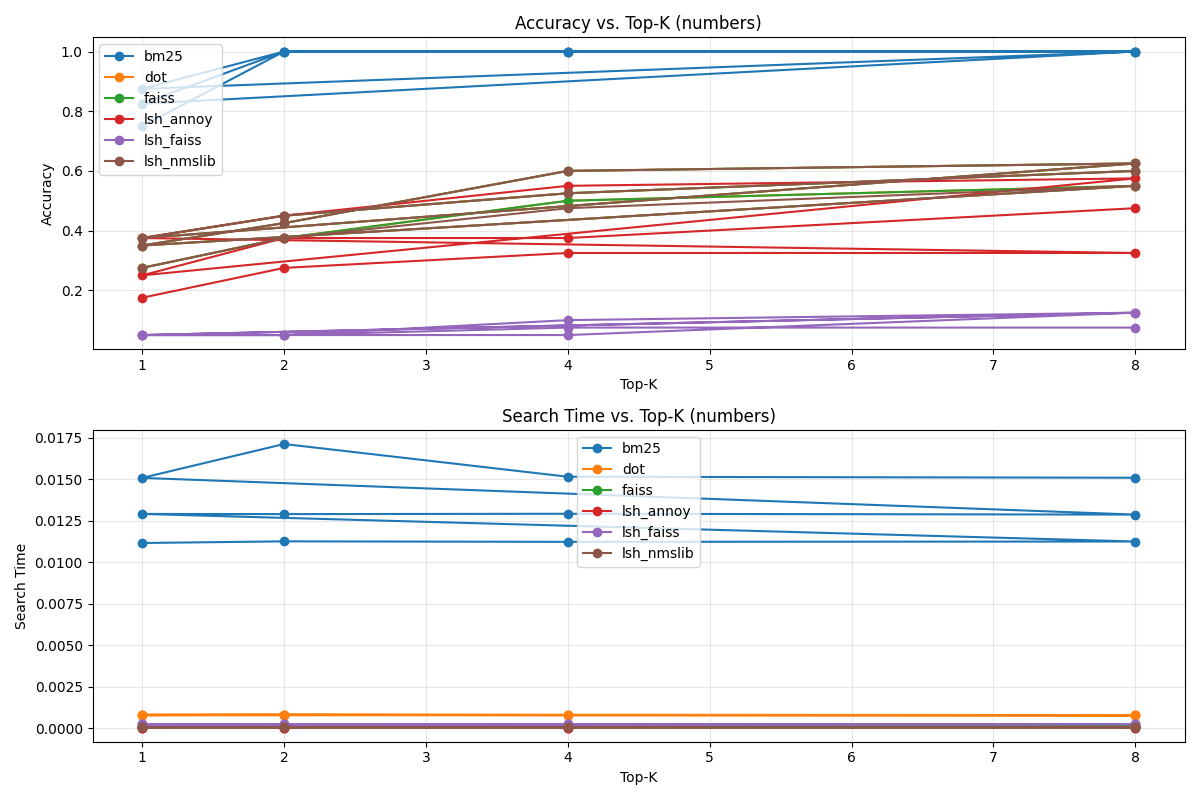 Accuracy vs. Top-K (numbers)
1.0
0.8
0.6
0.4
0.2
Accuracy
bm25
dot
faiss
lsh_annoy
lsh_faiss
lsh_nmslib
1 2 3 4 5 6 7 8
Top-K
Search Time vs. Top-K (numbers)
0.0175
0.0150
0.0125
0.0100
0.0075
0.0050
0.0025
0.0000
Search Time
bm25
dot
faiss
lsh_annoy
lsh_faiss
lsh_nmslib
1 2 3 4 5 6 7 8
Top-K